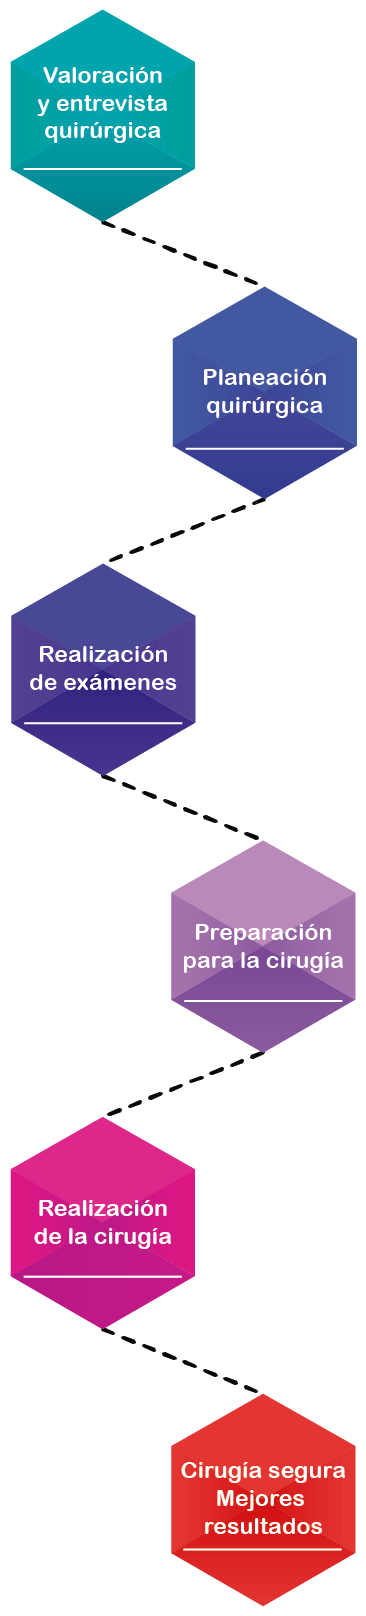 Valoración
y entrevista
quirúrgica
Planeación
quirúrgica
Realización
de exámenes
Preparación
para la cirugía
Realización
de la cirugía
Cirugía segura
Mejores
resultados